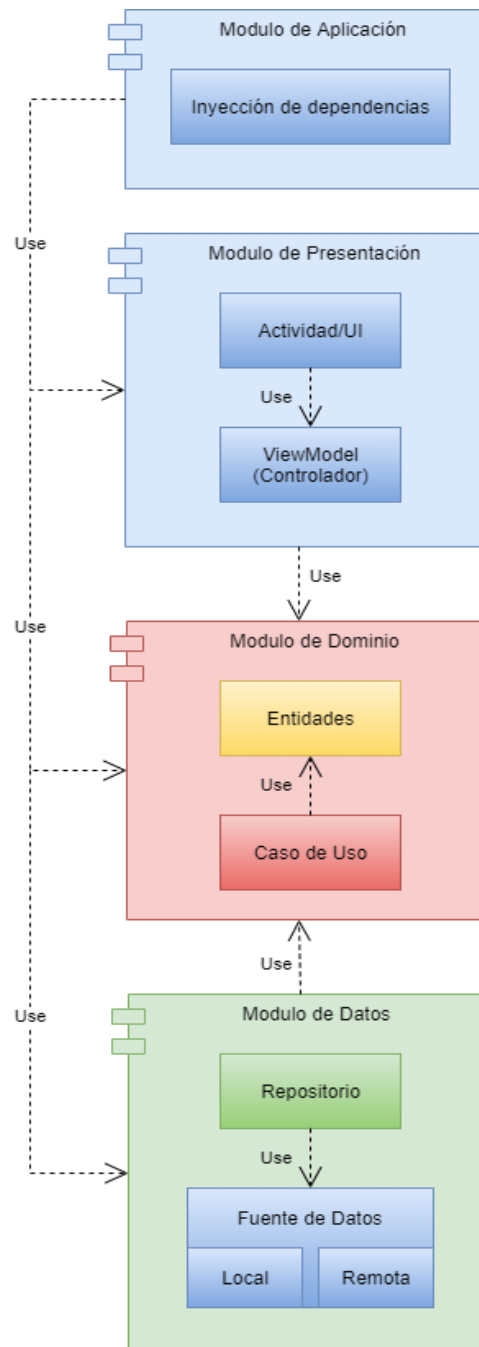 Modulo de Aplicación
Inyección de dependencias
Use
Modulo de Presentación
Actividad/UI
Use
ViewModel
(Controlador)
Use
Use
Modulo de Dominio
Entidades
Use
Caso de Uso
Use
Use
Modulo de Datos
Repositorio
Use
Fuente de Datos
Local
Remota